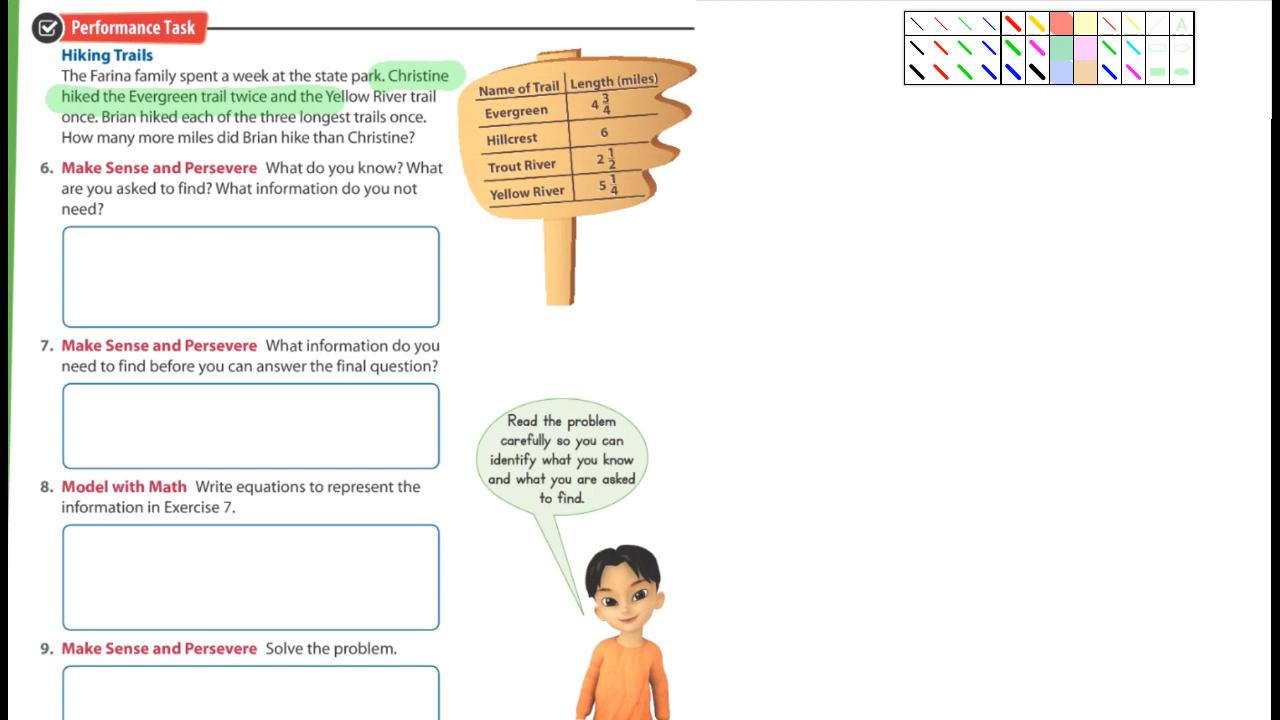 Performance Task
Hiking Trails
The Farina family spent a week at the state park. Christine
hiked the Evergreen trail twice and the Yellow River trail
once. Brian hiked each of the three longest trails once.
How many more miles did Brian hike than Christine?
6. Make Sense and Persevere What do you know? What
are you asked to find? What information do you not
need?
7. Make Sense and Persevere What information do you
need to find before you can answer the final question?
8. Model with Math Write equations to represent the
information in Exercise 7.
9. Make Sense and Persevere Solve the problem.
Name of Trail Length (miles)
Evergreen 4 3/4
Hillcrest 6
Trout River 2 1/2
Yellow River 5 1/4
Read the problem
carefully so you can
identify what you know
and what you are asked
to find.
A